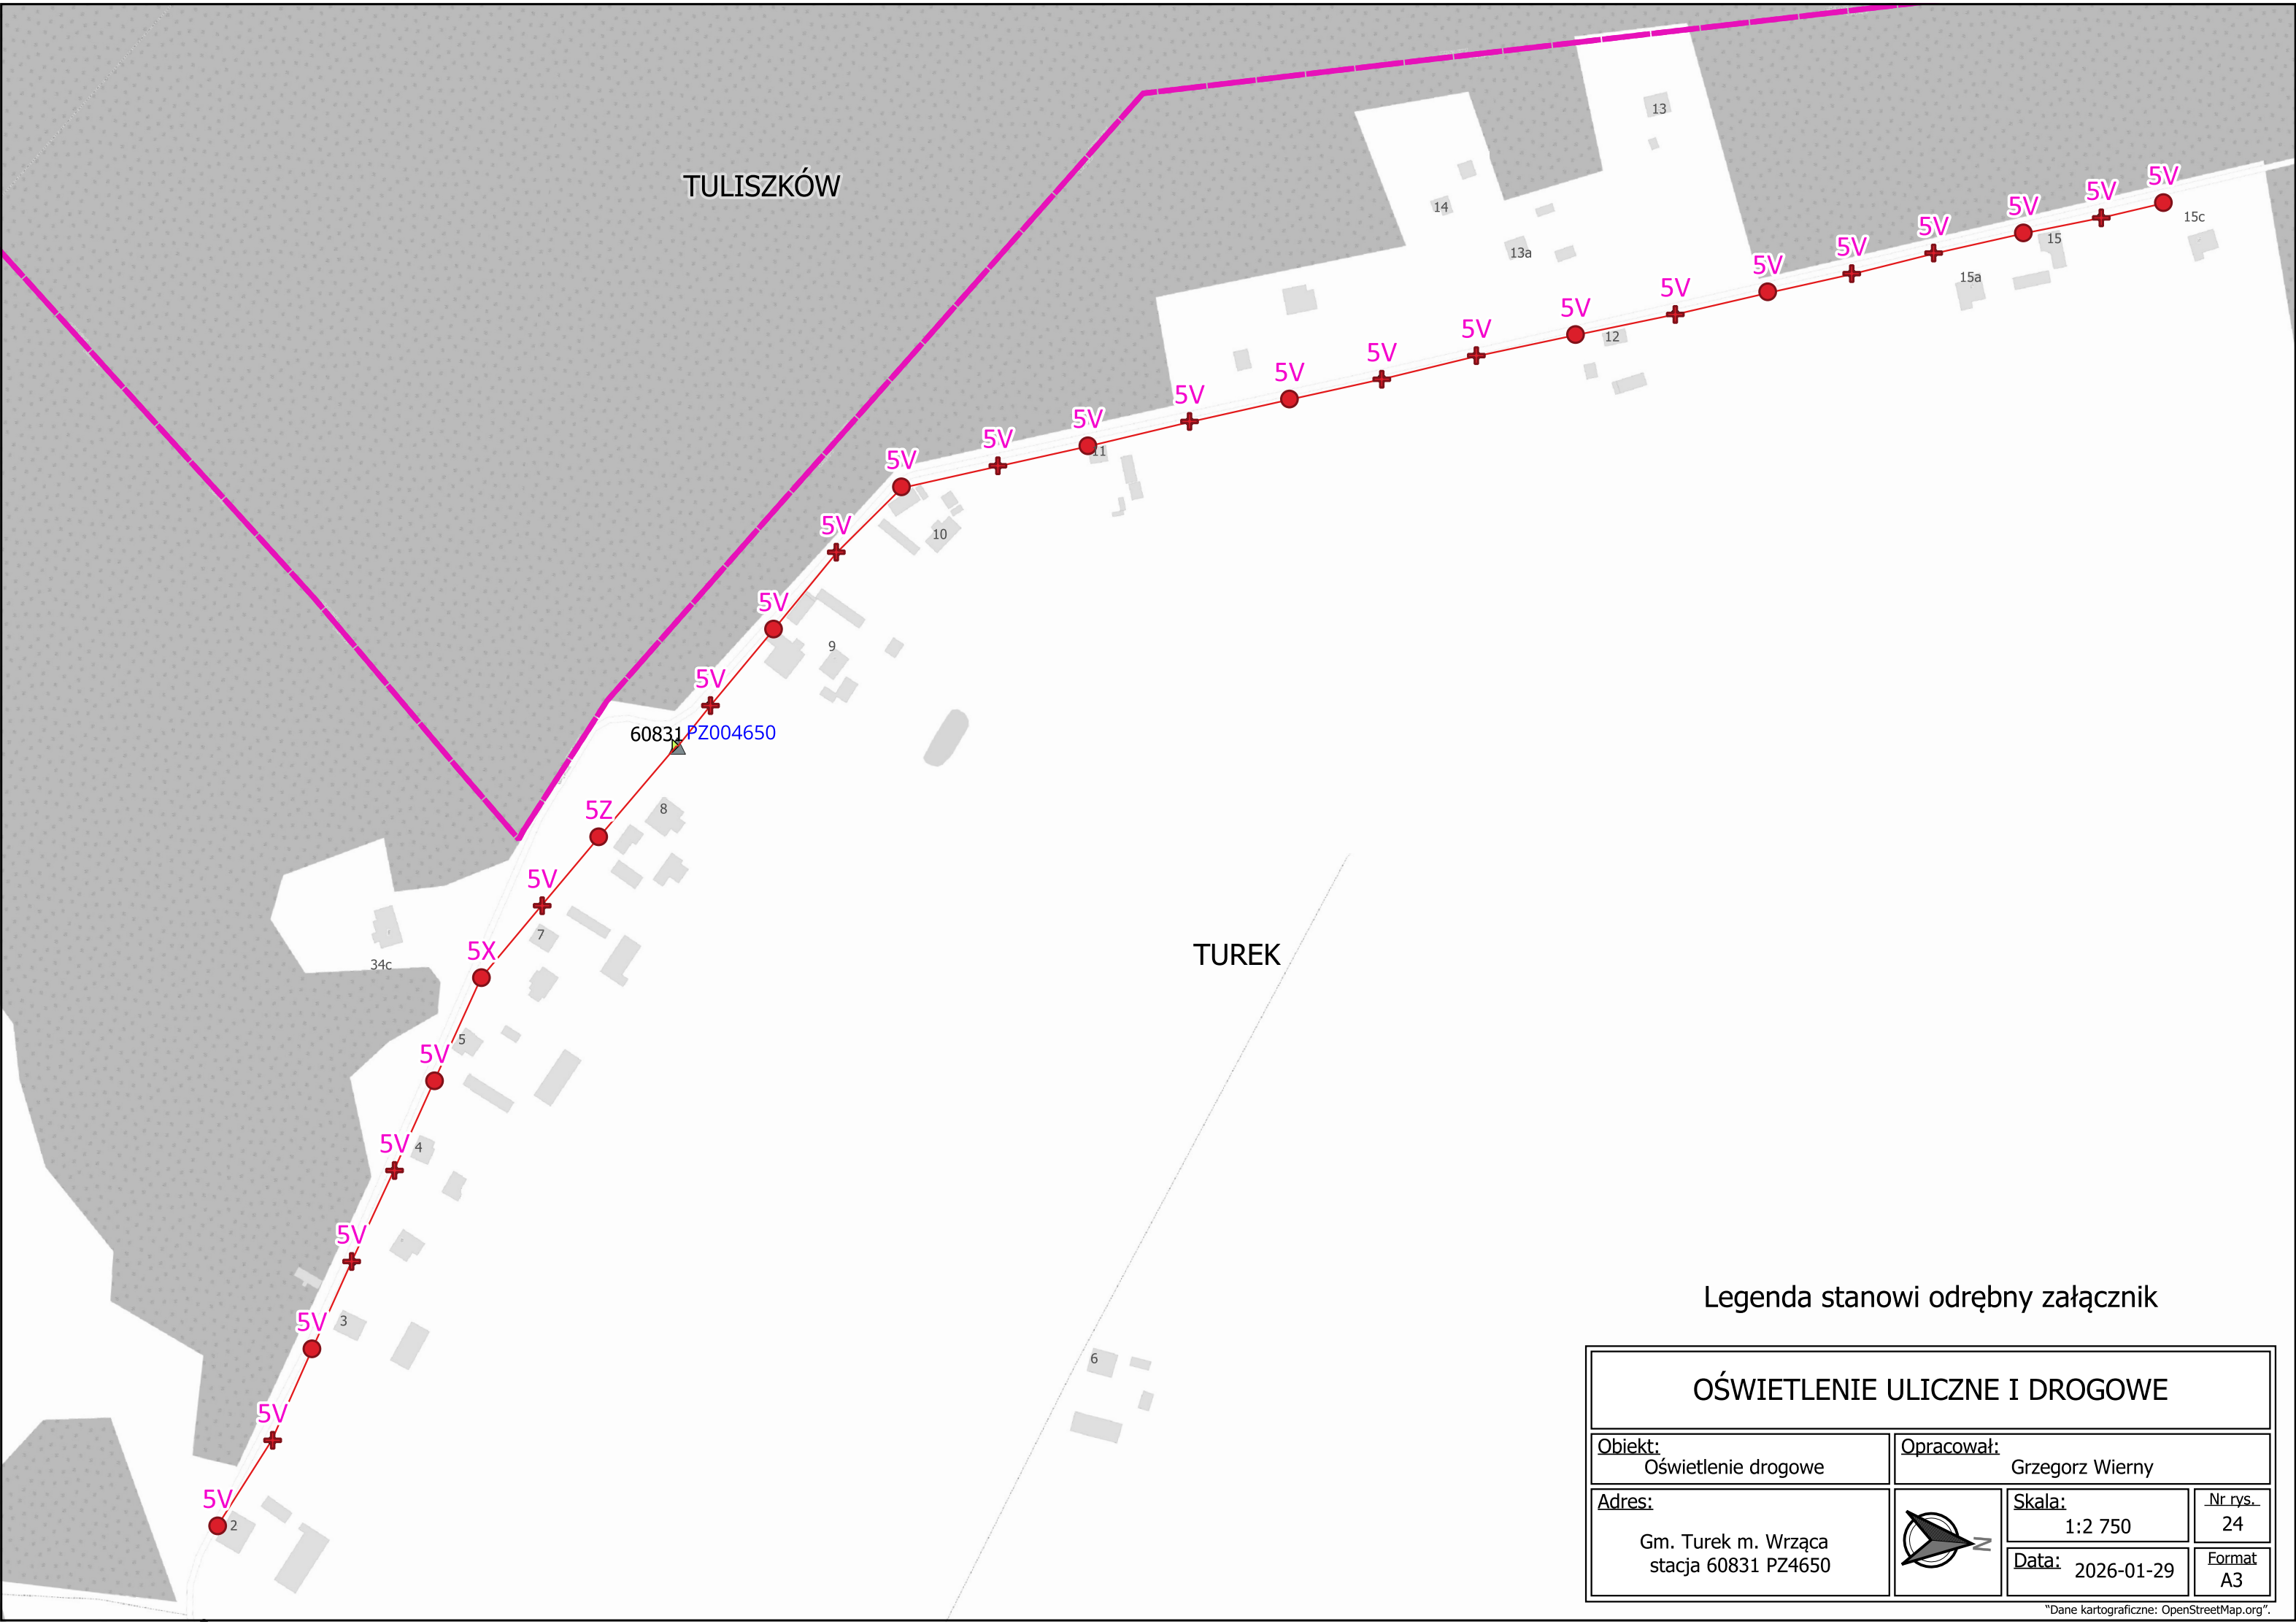 13
TULISZKÓW
5V
5V
14
5V
15c
5V
15
5V
13a
5V
5V
15a
5V
5V
12
5V
5V
5V
5V
5V
11
5V
5V
10
5V
5V
9
5V
60831
PZ004650
5Z
8
5V
7
5X
TUREK
34c
5V
5
5V
4
5V
Legenda stanowi odrębny załącznik
5V
3
6
OŚWIETLENIE ULICZNE I DROGOWE
5V
Obiekt:
Oświetlenie drogowe
Opracował:
Grzegorz Wierny
5V
2
Adres:
Gm. Turek m. Wrząca
stacja 60831 PZ4650
N
Skala:
1:2 750
Nr rys.
24
Data: 2026-01-29
Format
A3
"Dane kartograficzne: OpenStreetMap.org".